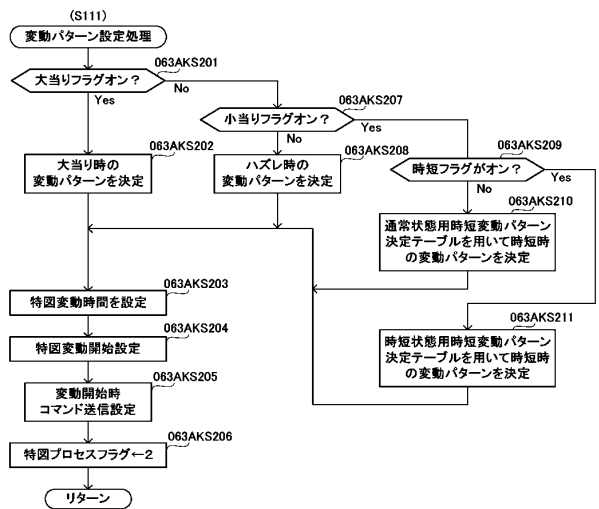 (S111)
変動パターン設定処理
063AKS201
大当りフラグオン？
Yes
No
063AKS207
小当りフラグオン？
No
Yes
063AKS202
大当り時の
変動パターンを決定
063AKS208
ハズレ時の
変動パターンを決定
063AKS209
時短フラグがオン？
No
Yes
063AKS210
通常状態用時短変動パターン
決定テーブルを用いて時短時
の変動パターンを決定
063AKS203
特図変動時間を設定
063AKS211
時短状態用時短変動パターン
決定テーブルを用いて時短時
の変動パターンを決定
063AKS204
特図変動開始設定
063AKS205
変動開始時
コマンド送信設定
063AKS206
特図プロセスフラグ←2
リターン